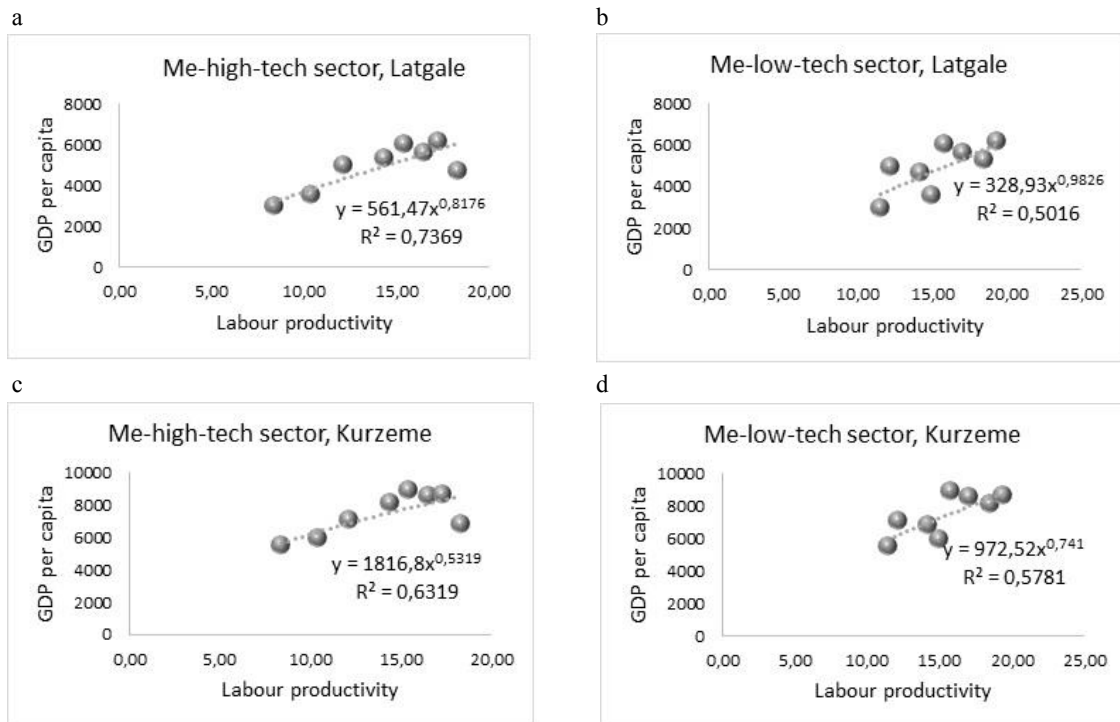 a
Me-high-tech sector, Latgale
GDP per capita
8000
6000
4000
2000
0
y = 561,47x^0,8176
R² = 0,7369
0,00 5,00 10,00 15,00 20,00
Labour productivity
b
Me-low-tech sector, Latgale
GDP per capita
8000
6000
4000
2000
0
y = 328,93x^0,9826
R² = 0,5016
0,00 5,00 10,00 15,00 20,00 25,00
Labour productivity
c
Me-high-tech sector, Kurzeme
GDP per capita
10000
8000
6000
4000
2000
0
y = 1816,8x^0,5319
R² = 0,6319
0,00 5,00 10,00 15,00 20,00
Labour productivity
d
Me-low-tech sector, Kurzeme
GDP per capita
10000
8000
6000
4000
2000
0
y = 972,52x^0,741
R² = 0,5781
0,00 5,00 10,00 15,00 20,00 25,00
Labour productivity